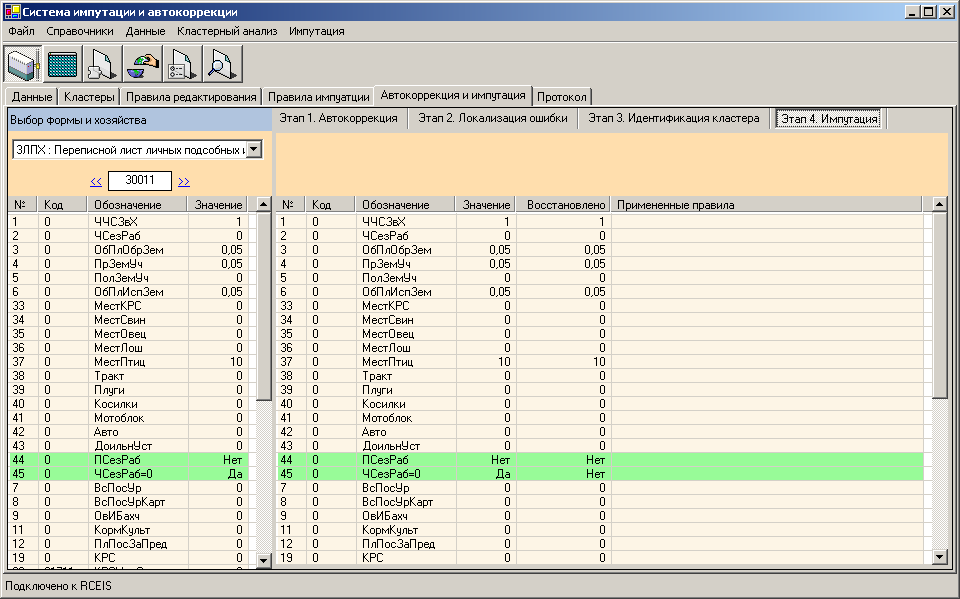 Система импутации и автокоррекции
Файл Справочники Данные Кластерный анализ Импутация
Данные Кластеры Правила редактирования Правила импуатции Автокоррекция и импутация Протокол
Выбор формы и хозяйства Этап 1. Автокоррекция Этап 2. Локализация ошибки Этап 3. Идентификация кластера Этап 4. Импутация
3ЛПХ : Переписной лист личных подсобных
<< 30011 >>
№ Код Обозначение Значение № Код Обозначение Значение Восстановлено Примененные правила
1 0 ЧЧСЗвХ 1 1 0 ЧЧСЗвХ 1 1
2 0 ЧСезРаб 0 2 0 ЧСезРаб 0 0
3 0 ОбПлОбрЗем 0,05 3 0 ОбПлОбрЗем 0,05 0,05
4 0 ПрЗемУч 0,05 4 0 ПрЗемУч 0,05 0,05
5 0 ПолЗемУч 0 5 0 ПолЗемУч 0 0
6 0 ОбПлИспЗем 0,05 6 0 ОбПлИспЗем 0,05 0,05
33 0 МестКРС 0 33 0 МестКРС 0 0
34 0 МестСвин 0 34 0 МестСвин 0 0
35 0 МестОвец 0 35 0 МестОвец 0 0
36 0 МестЛош 0 36 0 МестЛош 0 0
37 0 МестПтиц 10 37 0 МестПтиц 10 10
38 0 Тракт 0 38 0 Тракт 0 0
39 0 Плуги 0 39 0 Плуги 0 0
40 0 Косилки 0 40 0 Косилки 0 0
41 0 Мотоблок 0 41 0 Мотоблок 0 0
42 0 Авто 0 42 0 Авто 0 0
43 0 ДоильнУст 0 43 0 ДоильнУст 0 0
44 0 ПСезРаб Нет 44 0 ПСезРаб Нет Нет
45 0 ЧСезРаб=0 Да 45 0 ЧСезРаб=0 Да Нет
7 0 ВсПосУр 0 7 0 ВсПосУр 0 0
8 0 ВсПосУрКарт 0 8 0 ВсПосУрКарт 0 0
9 0 ОвИБахч 0 9 0 ОвИБахч 0 0
11 0 КормКульт 0 11 0 КормКульт 0 0
12 0 ПлПосЗаПред 0 12 0 ПлПосЗаПред 0 0
19 0 КРС 0 19 0 КРС 0 0
Подключено к RCEIS